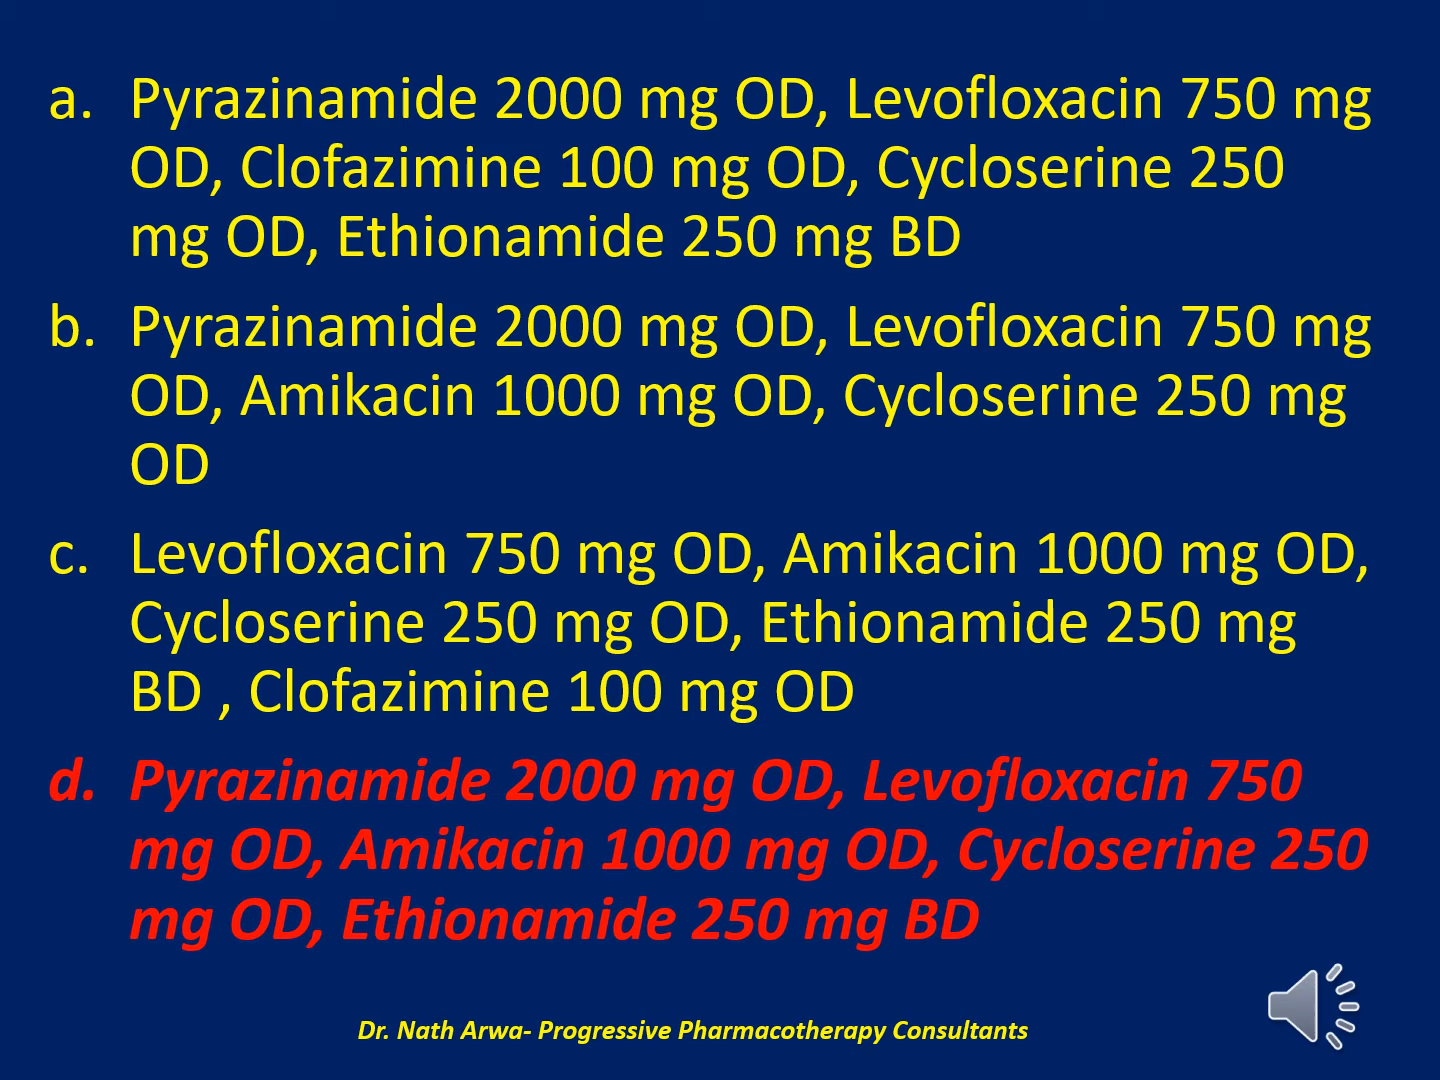 a. Pyrazinamide 2000 mg OD, Levofloxacin 750 mg
OD, Clofazimine 100 mg OD, Cycloserine 250
mg OD, Ethionamide 250 mg BD
b. Pyrazinamide 2000 mg OD, Levofloxacin 750 mg
OD, Amikacin 1000 mg OD, Cycloserine 250 mg
OD
c. Levofloxacin 750 mg OD, Amikacin 1000 mg OD,
Cycloserine 250 mg OD, Ethionamide 250 mg
BD , Clofazimine 100 mg OD
d. Pyrazinamide 2000 mg OD, Levofloxacin 750
mg OD, Amikacin 1000 mg OD, Cycloserine 250
mg OD, Ethionamide 250 mg BD
Dr. Nath Arwa- Progressive Pharmacotherapy Consultants